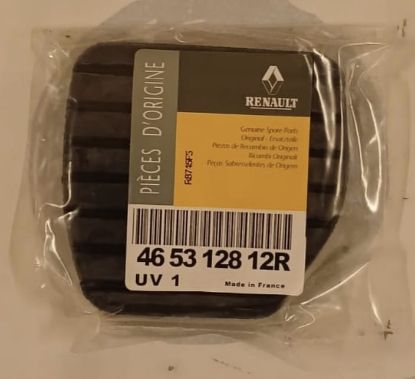 PIÈCES D'ORIGINE
RENAULT
Genuine Spare Parts
Original - Ersatzteile
Piezas de Recambio de Origen
Ricambi Originali
Peças Sobresselentes de Origem
46 53 128 12R
UV 1
Made in France